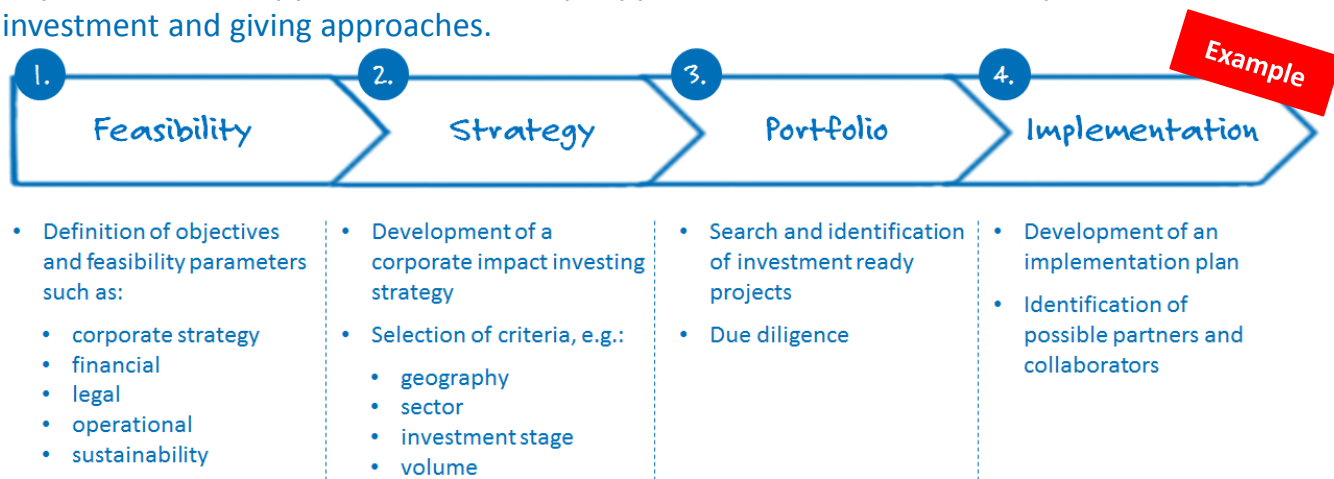 investment and giving approaches.
Example
1.
2.
3.
4.
Feasibility
Strategy
Portfolio
Implementation
• Definition of objectives
and feasibility parameters
such as:
• corporate strategy
• financial
• legal
• operational
• sustainability
• Development of a
corporate impact investing
strategy
• Selection of criteria, e.g.:
• geography
• sector
• investment stage
• volume
• Search and identification
of investment ready
projects
• Due diligence
• Development of an
implementation plan
• Identification of
possible partners and
collaborators